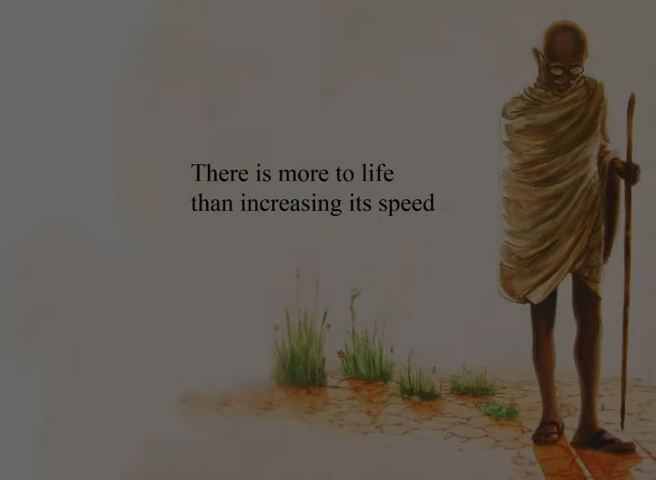 There is more to life
than increasing its speed